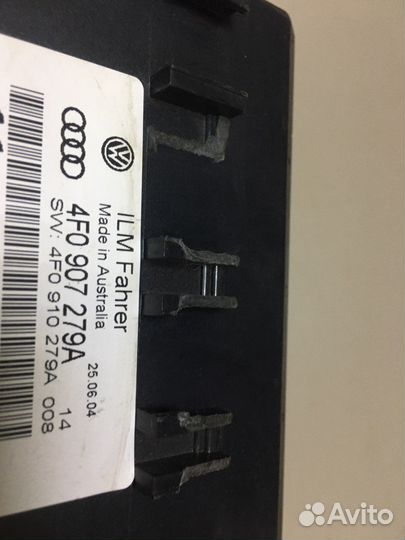 ILM Fahrer
Made in Australia
25.06.04
4F0 907 279A
14
SW: 4F0 910 279A 008
Avito